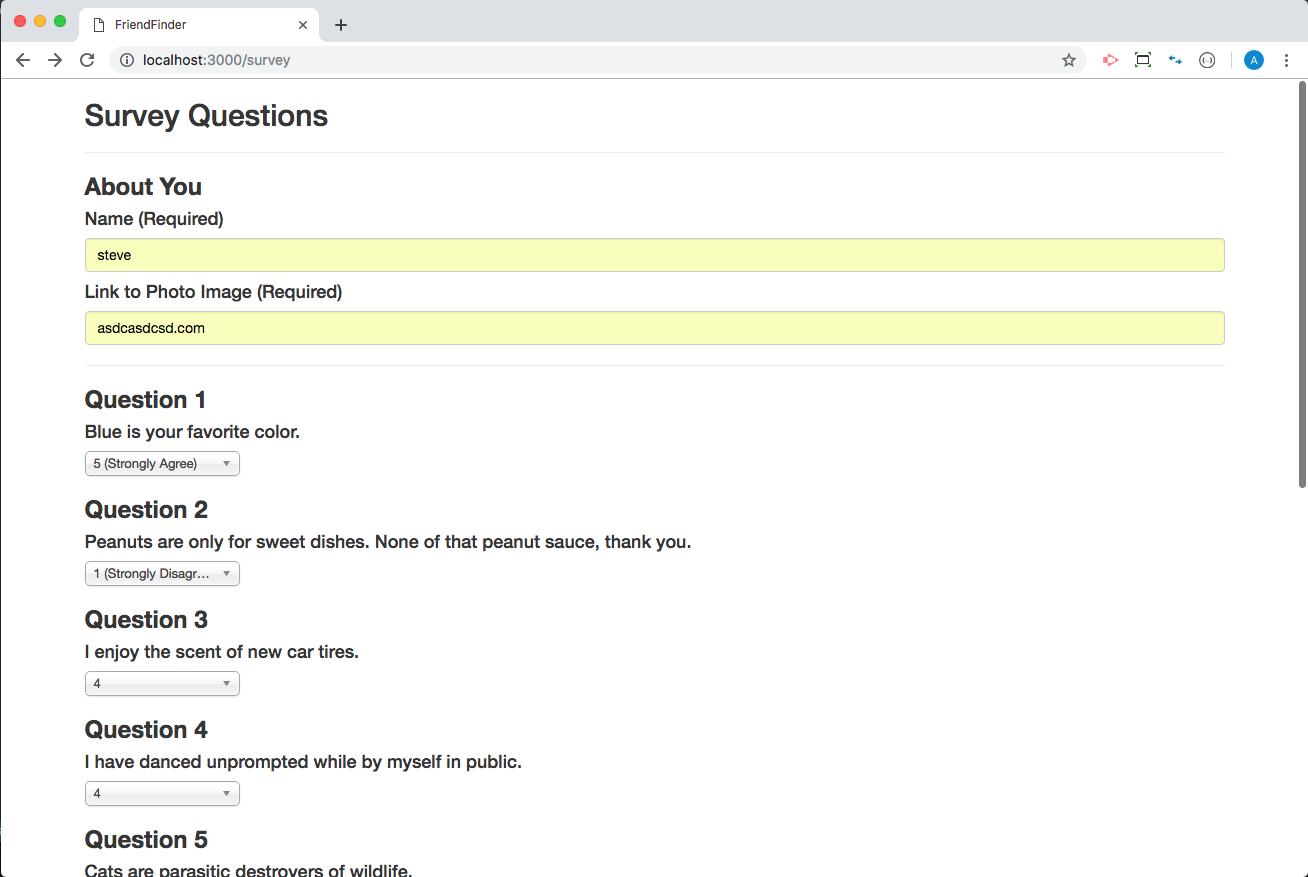 FriendFinder
localhost:3000/survey
A
Survey Questions
About You
Name (Required)
steve
Link to Photo Image (Required)
asdcasdcsd.com
Question 1
Blue is your favorite color.
5 (Strongly Agree)
Question 2
Peanuts are only for sweet dishes. None of that peanut sauce, thank you.
1 (Strongly Disagr...
Question 3
I enjoy the scent of new car tires.
4
Question 4
I have danced unprompted while by myself in public.
4
Question 5
Cats are parasitic destroyers of wildlife.